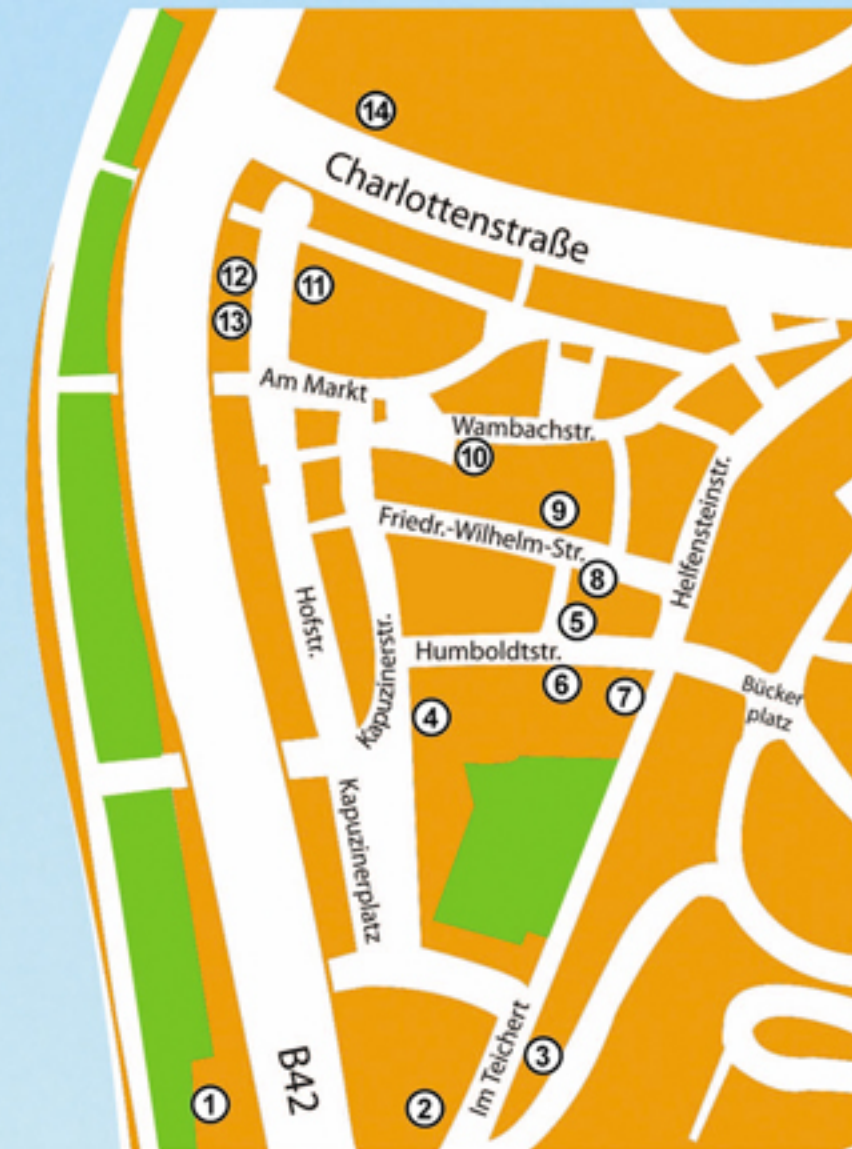 14
Charlottenstraße
12
11
13
Am Markt
Wambachstr.
10
9
Friedr.-Wilhelm-Str.
8
Helfensteinstr.
Hofstr.
5
Kapuzinerstr.
Humboldtstr.
6
7
Bücker
platz
4
Kapuzinerplatz
Im Teichert
3
B42
1
2